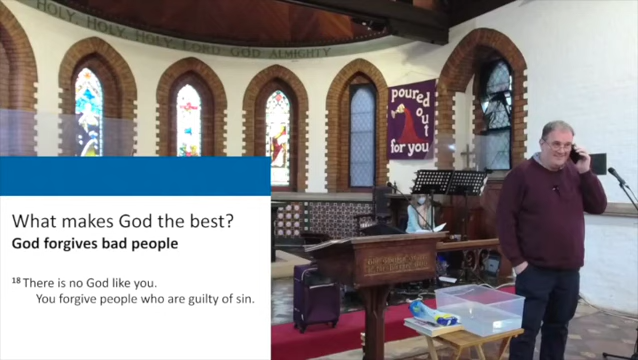 HOLY, HOLY, HOLY, LORD GOD ALMIGHTY
poured
out
for you
What makes God the best?
God forgives bad people
18 There is no God like you.
You forgive people who are guilty of sin.